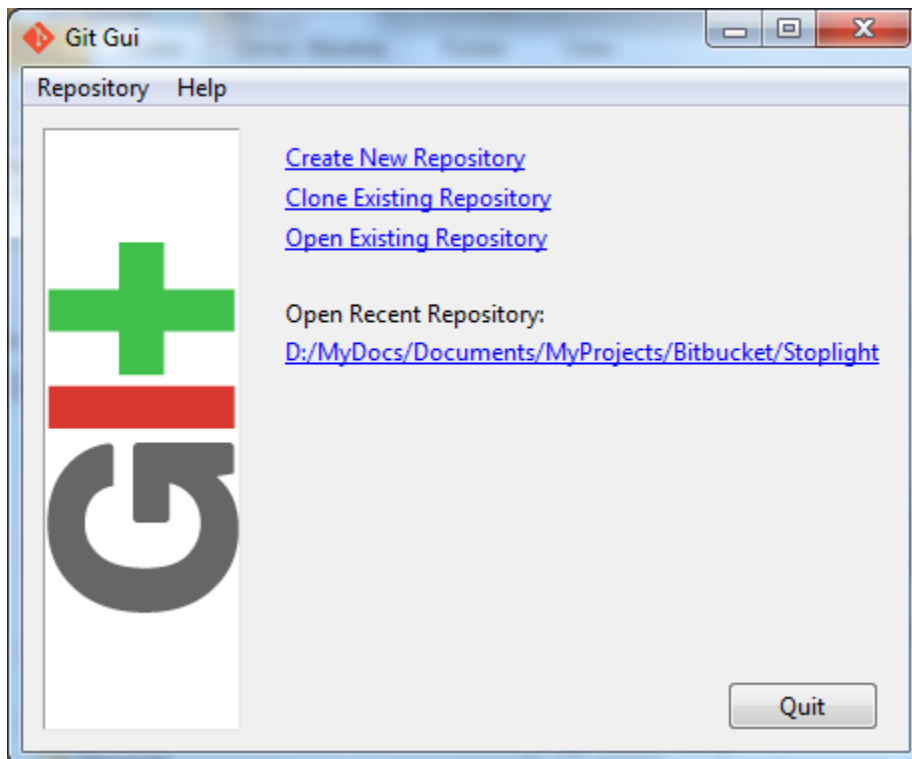 Git Gui
Repository Help
Create New Repository
Clone Existing Repository
Open Existing Repository
Open Recent Repository:
D:/MyDocs/Documents/MyProjects/Bitbucket/Stoplight
GIt
Quit